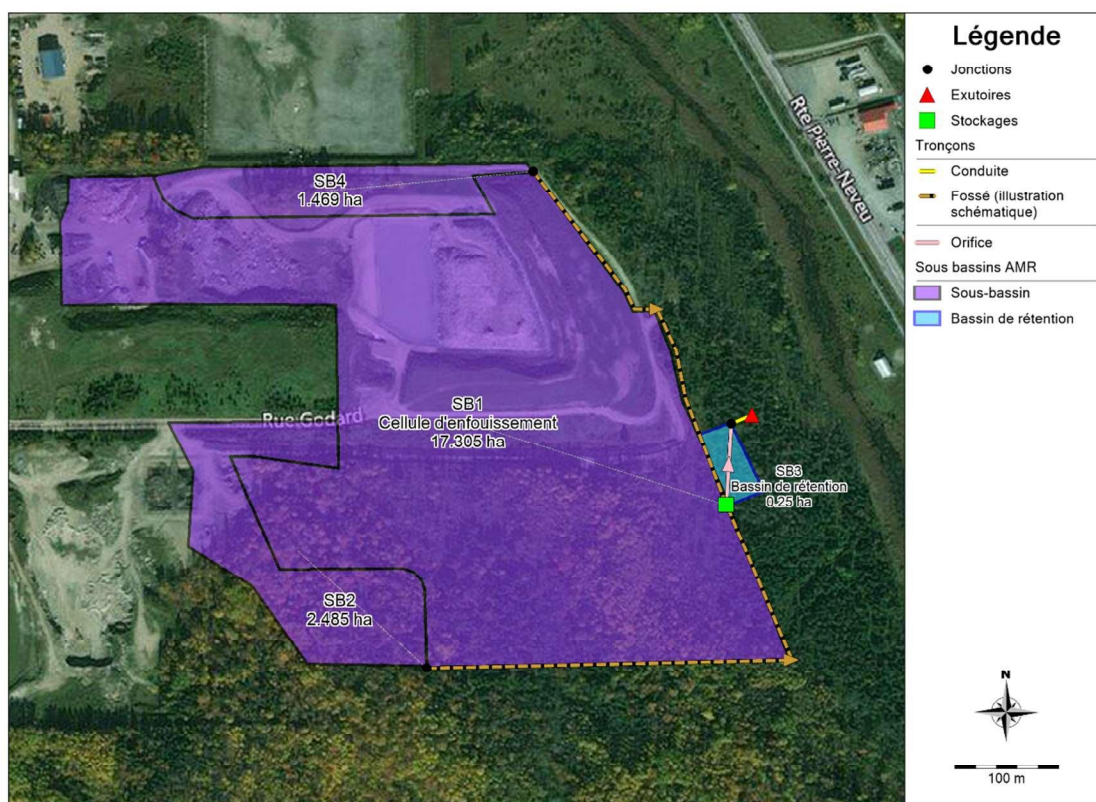 SB4
1.469 ha
Rte Pierre-Neveu
Rue Godard
SB1
Cellule d'enfouissement
17.305 ha
SB3
Bassin de rétention
0.25 ha
SB2
2.485 ha
Légende
Jonctions
Exutoires
Stockages
Tronçons
Conduite
Fossé (illustration
schématique)
Orifice
Sous bassins AMR
Sous-bassin
Bassin de rétention
N
100 m